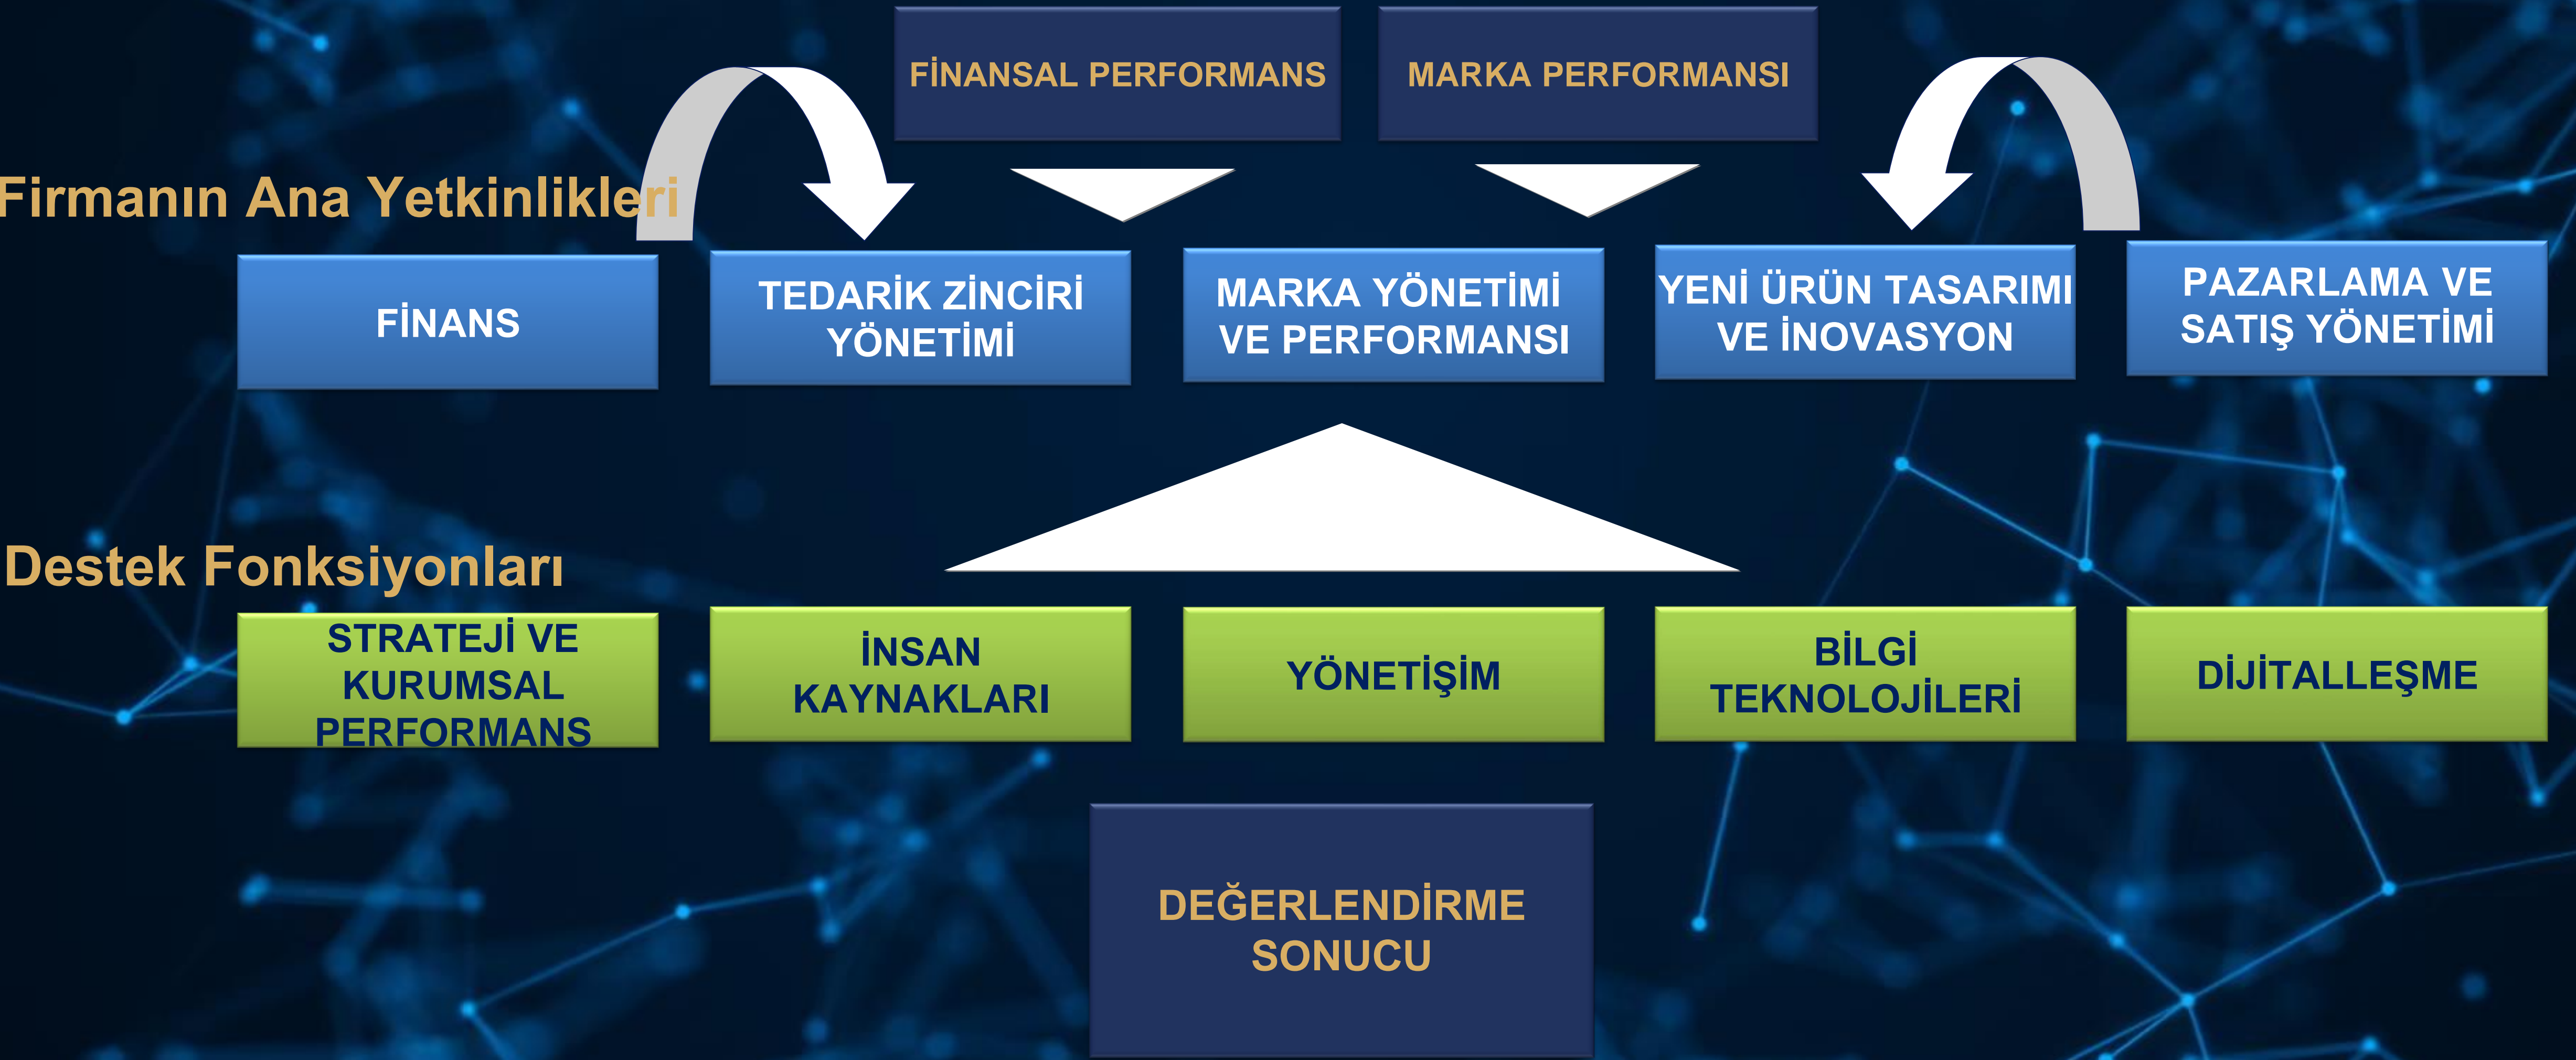 FİNANSAL PERFORMANS
MARKA PERFORMANSI
Firmanın Ana Yetkinlikleri
FİNANS
TEDARİK ZİNCİRİ
YÖNETİMİ
MARKA YÖNETİMİ
VE PERFORMANSI
YENİ ÜRÜN TASARIMI
VE İNOVASYON
PAZARLAMA VE
SATIŞ YÖNETİMİ
Destek Fonksiyonları
STRATEJİ VE
KURUMSAL
PERFORMANS
İNSAN
KAYNAKLARI
YÖNETİŞİM
BİLGİ
TEKNOLOJİLERİ
DİJİTALLEŞME
DEĞERLENDİRME
SONUCU